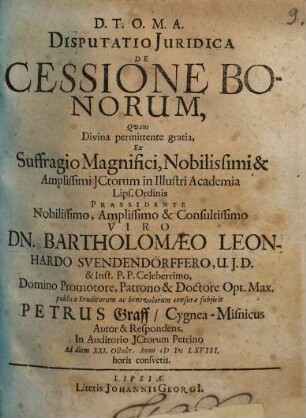 9.
D. T. O. M. A.
DISPUTATIO JURIDICA
DE
CESSIONE BO-
NORUM,
Quam
Divina permittente gratia,
Ex
Suffragio Magnifici, Nobilissimi &
Amplissimi JCtorum in Illustri Academia
Lips. Ordinis
PRAESIDENTE
Nobilissimo, Amplissimo & Consultissimo
VIRO
DN. BARTHOLOMÆO LEON-
HARDO SVENDENDÖRFFERO, U. J. D.
& Inst. P. P. Celeberrimo,
Domino Promotore, Patrono & Doctore Opt. Max.
publicæ Eruditorum ac benevolorum censuræ subjicit
PETRUS Graff / Cygnea-Misnicus
Autor & Respondens.
In Auditorio JCtorum Petrino
Ad diem XXI. Octobr. Anno cIɔ Iɔc LXVIII.
horis consvetis.
LIPSIÆ
Literis JOHANNIS GEORGI.